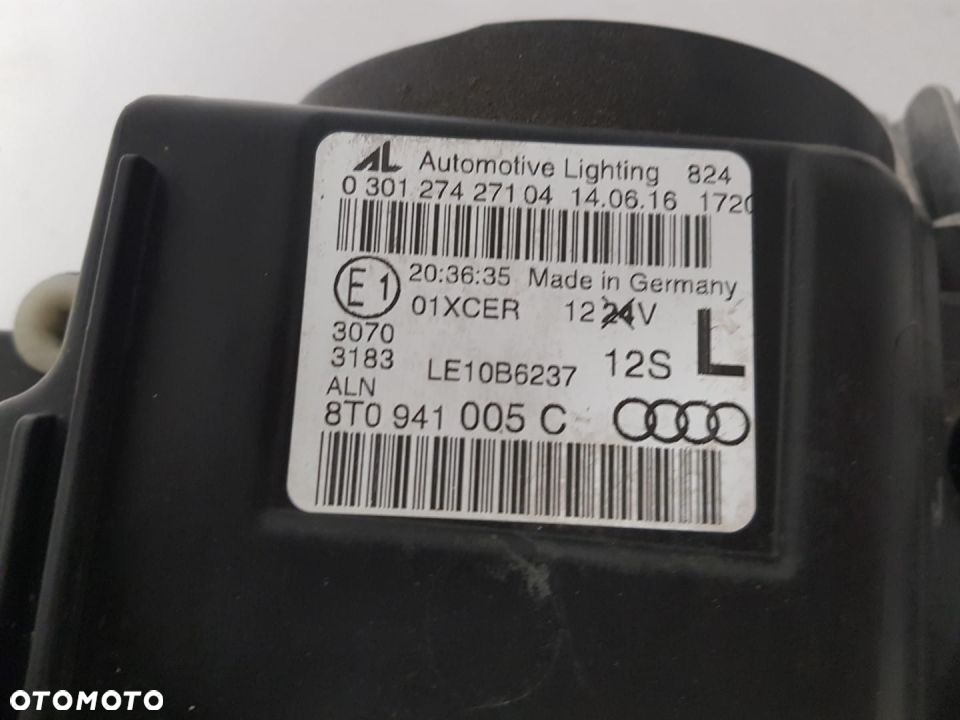 AL Automotive Lighting 824
0 301 274 271 04 14.06.16 1720
E1 20:36:35 Made in Germany
01XCER 12 24V
3070
3183 LE10B6237 12S L
ALN
8T0 941 005 C
OTOMOTO